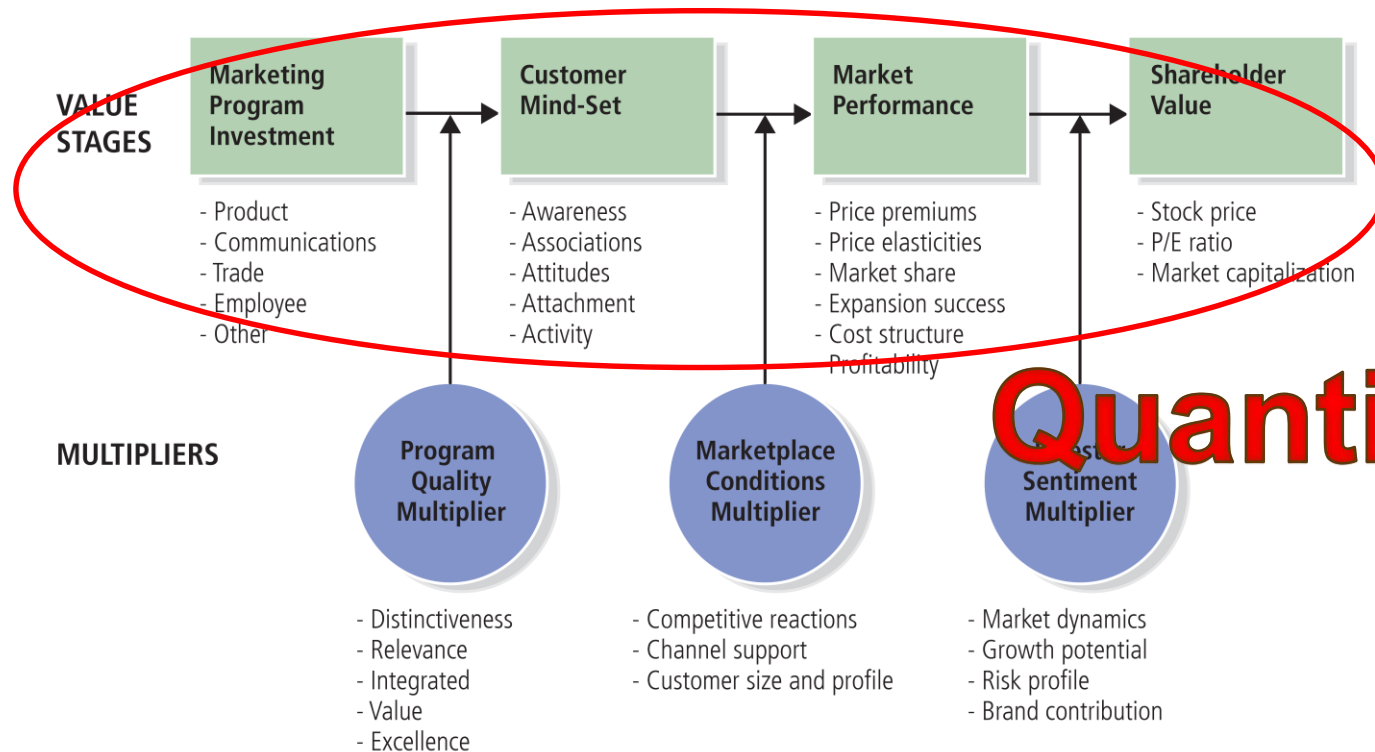 VALUE
STAGES
Marketing
Program
Investment
Customer
Mind-Set
Market
Performance
Shareholder
Value
- Product
- Communications
- Trade
- Employee
- Other
- Awareness
- Associations
- Attitudes
- Attachment
- Activity
- Price premiums
- Price elasticities
- Market share
- Expansion success
- Cost structure
Profitability
- Stock price
- P/E ratio
- Market capitalization
Quanti
MULTIPLIERS
Program
Quality
Multiplier
Marketplace
Conditions
Multiplier
Sentiment
Multiplier
- Distinctiveness
- Relevance
- Integrated
- Value
- Excellence
- Competitive reactions
- Channel support
- Customer size and profile
- Market dynamics
- Growth potential
- Risk profile
- Brand contribution